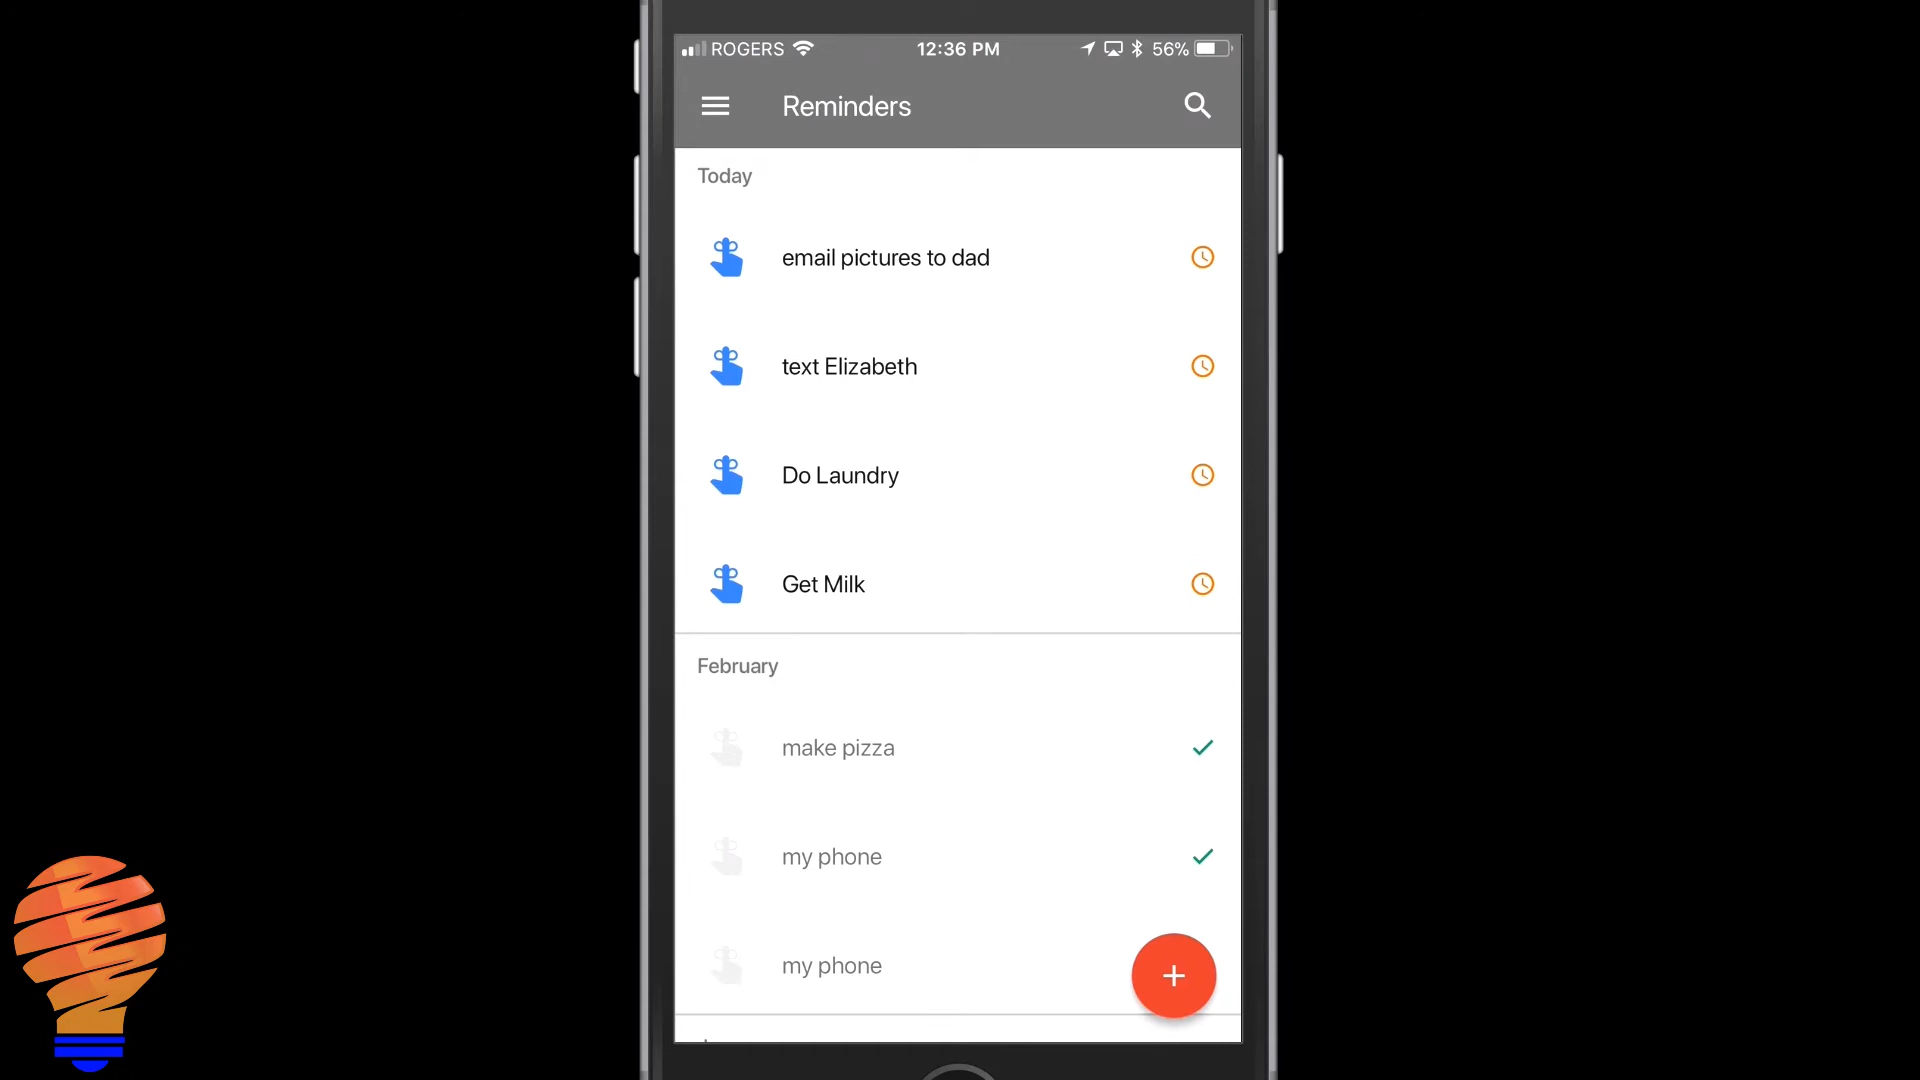 ROGERS 12:36 PM 56%
Reminders
Today
email pictures to dad
text Elizabeth
Do Laundry
Get Milk
February
make pizza
my phone
my phone